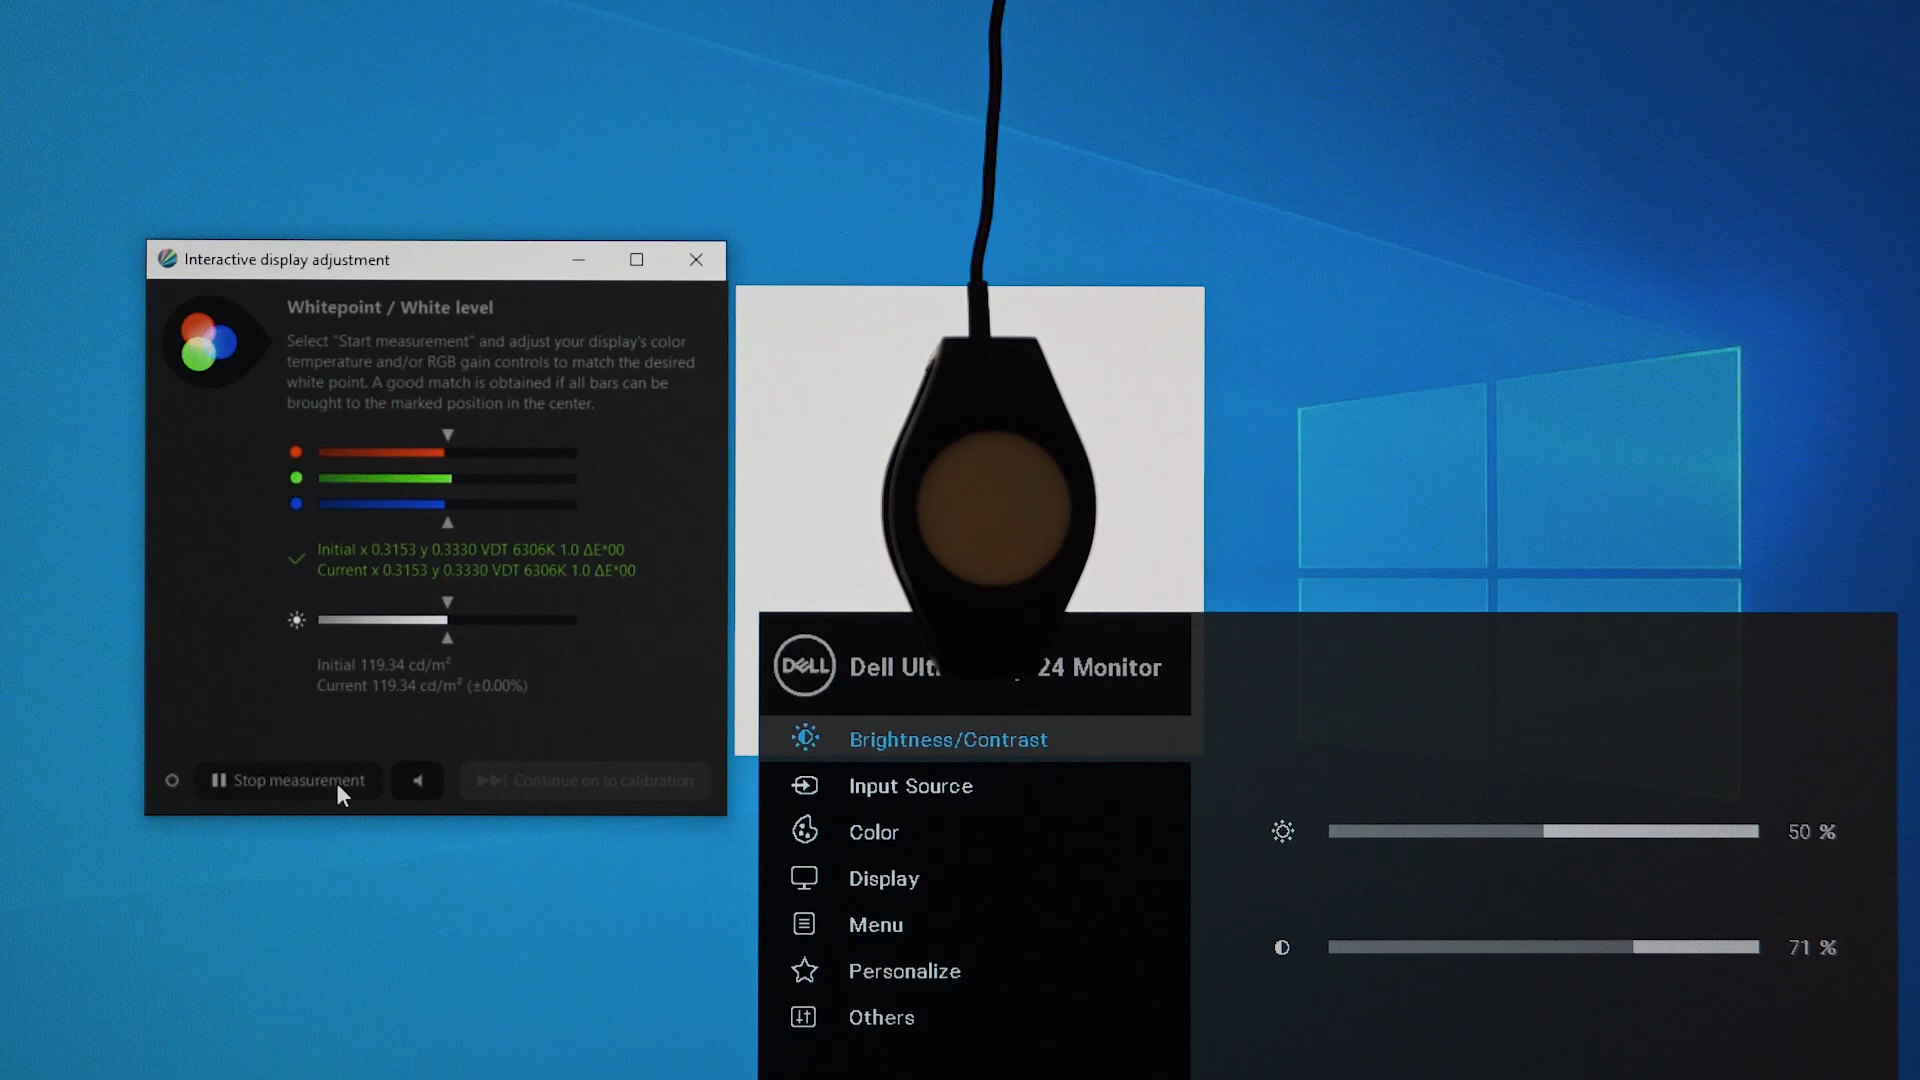 Interactive display adjustment
Whitepoint / White level
Select "Start measurement" and adjust your display's color
temperature and/or RGB gain controls to match the desired
white point. A good match is obtained if all bars can be
brought to the marked position in the center.
Initial x 0.3153 y 0.3330 VDT 6306K 1.0 ΔE*00
Current x 0.3153 y 0.3330 VDT 6306K 1.0 ΔE*00
Initial 119.34 cd/m²
Current 119.34 cd/m² (±0.00%)
Stop measurement
Continue on to calibration
DELL
Dell 24 Monitor
Brightness/Contrast
Input Source
Color
Display
Menu
Personalize
Others
50 %
71 %